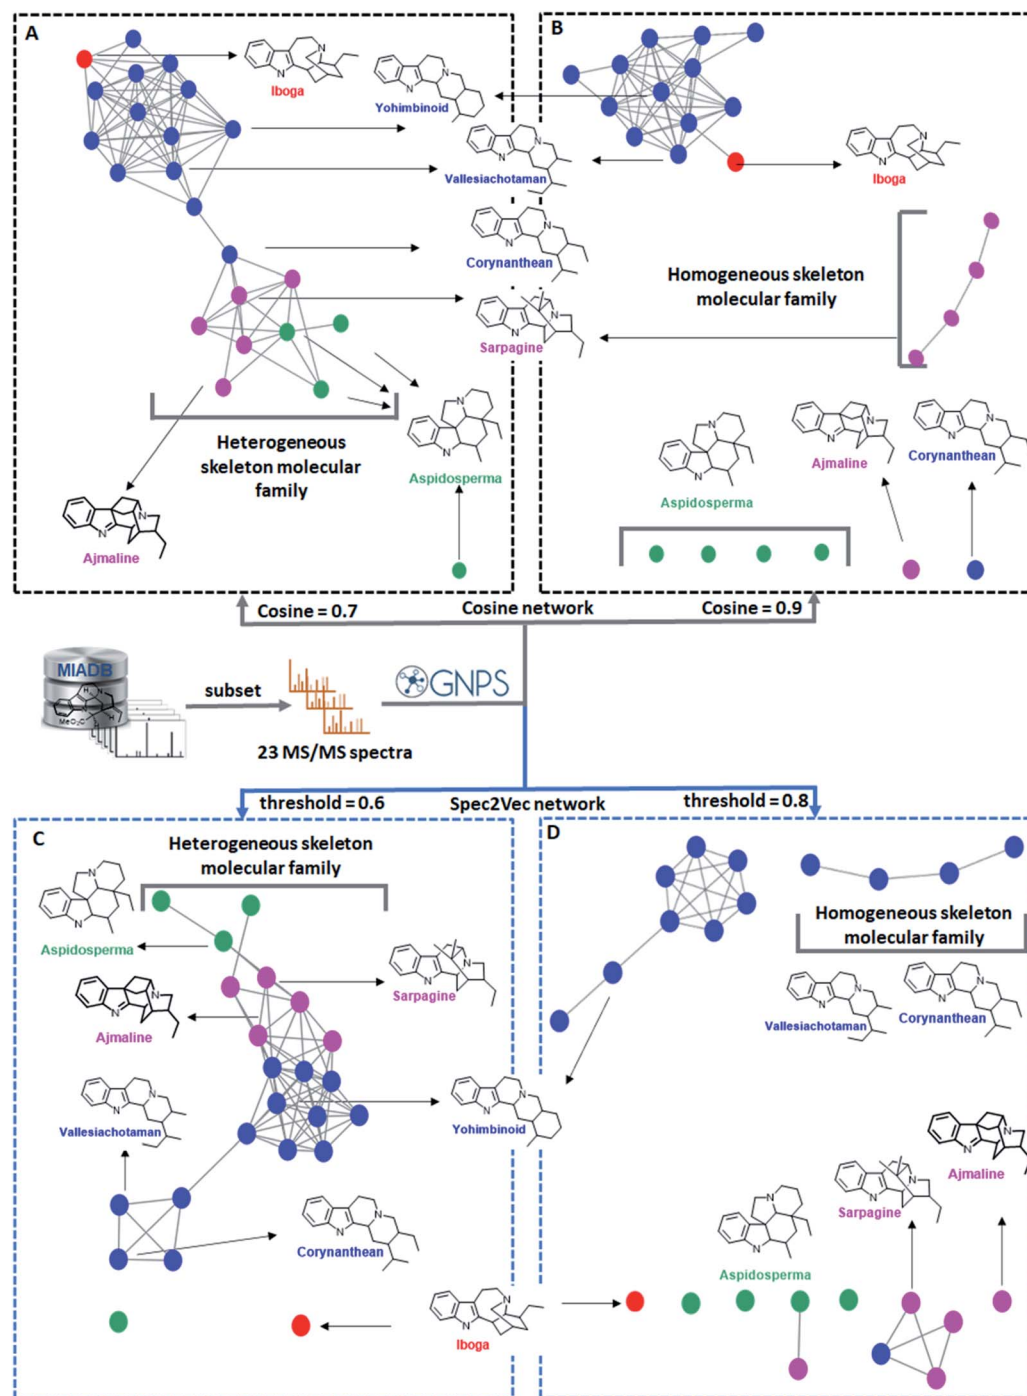 A
B
Iboga
Yohimbinoid
Vallesiachotaman
Iboga
Corynanthean
Homogeneous skeleton
molecular family
Sarpagine
Heterogeneous
skeleton molecular
family
Aspidosperma
Ajmaline
Aspidosperma
Ajmaline
Corynanthean
Cosine = 0.7
Cosine network
Cosine = 0.9
MIADB
MeO₂C
H
H
subset
23 MS/MS spectra
GNPS
threshold = 0.6
Spec2Vec network
threshold = 0.8
C
Heterogeneous skeleton
molecular family
Aspidosperma
Sarpagine
Ajmaline
Vallesiachotaman
Yohimbinoid
Corynanthean
Iboga
D
Homogeneous skeleton
molecular family
Vallesiachotaman
Corynanthean
Ajmaline
Sarpagine
Aspidosperma